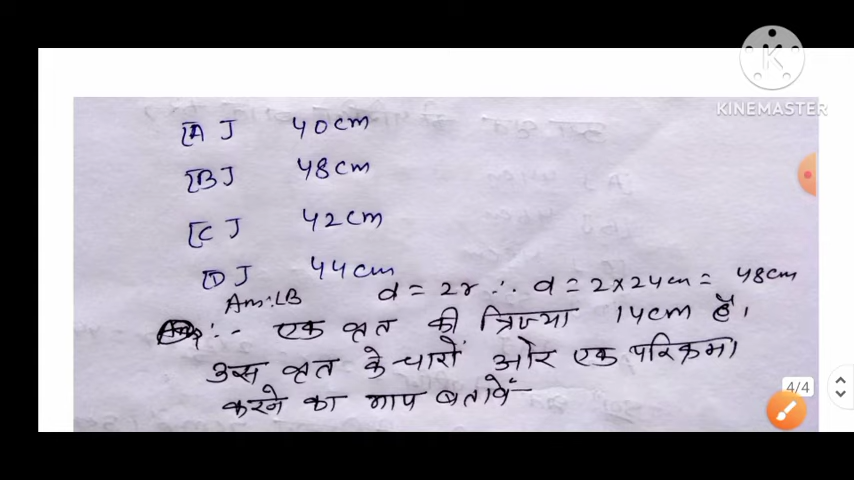 KINEMASTER
[A] 40cm
[B] 48cm
[C] 42cm
[D] 44cm
Ans:[B d = 2r ∴ d = 2×24cm = 48cm
:- एक वृत की त्रिज्या 14cm है।
उस वृत के चारों ओर एक परिक्रमा
करने का माप बतावें-
4/4